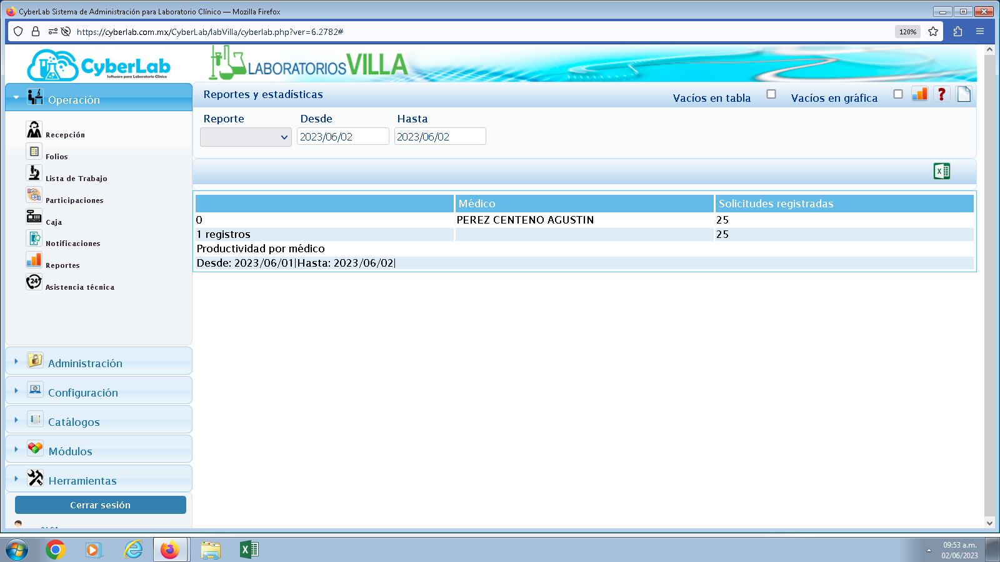 CyberLab Sistema de Administración para Laboratorio Clínico — Mozilla Firefox
https://cyberlab.com.mx/CyberLab/labVilla/cyberlab.php?ver=6.2782#
120%
CyberLab
Software para Laboratorio Clínico
LABORATORIOS VILLA
Operación
Recepción
Folios
Lista de Trabajo
Participaciones
Caja
Notificaciones
Reportes
24
Asistencia técnica
Administración
Configuración
Catálogos
Módulos
Herramientas
Cerrar sesión
Reportes y estadísticas
Vacíos en tabla
Vacíos en gráfica
Reporte
Desde
Hasta
2023/06/02
2023/06/02
Médico
Solicitudes registradas
0
PEREZ CENTENO AGUSTIN
25
1 registros
25
Productividad por médico
Desde: 2023/06/01|Hasta: 2023/06/02|
09:53 a.m.
02/06/2023